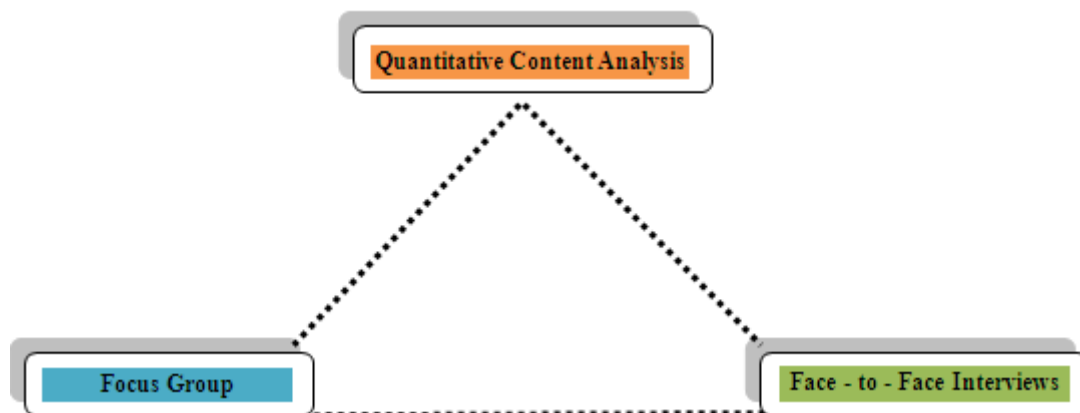 Quantitative Content Analysis
Focus Group
Face - to - Face Interviews